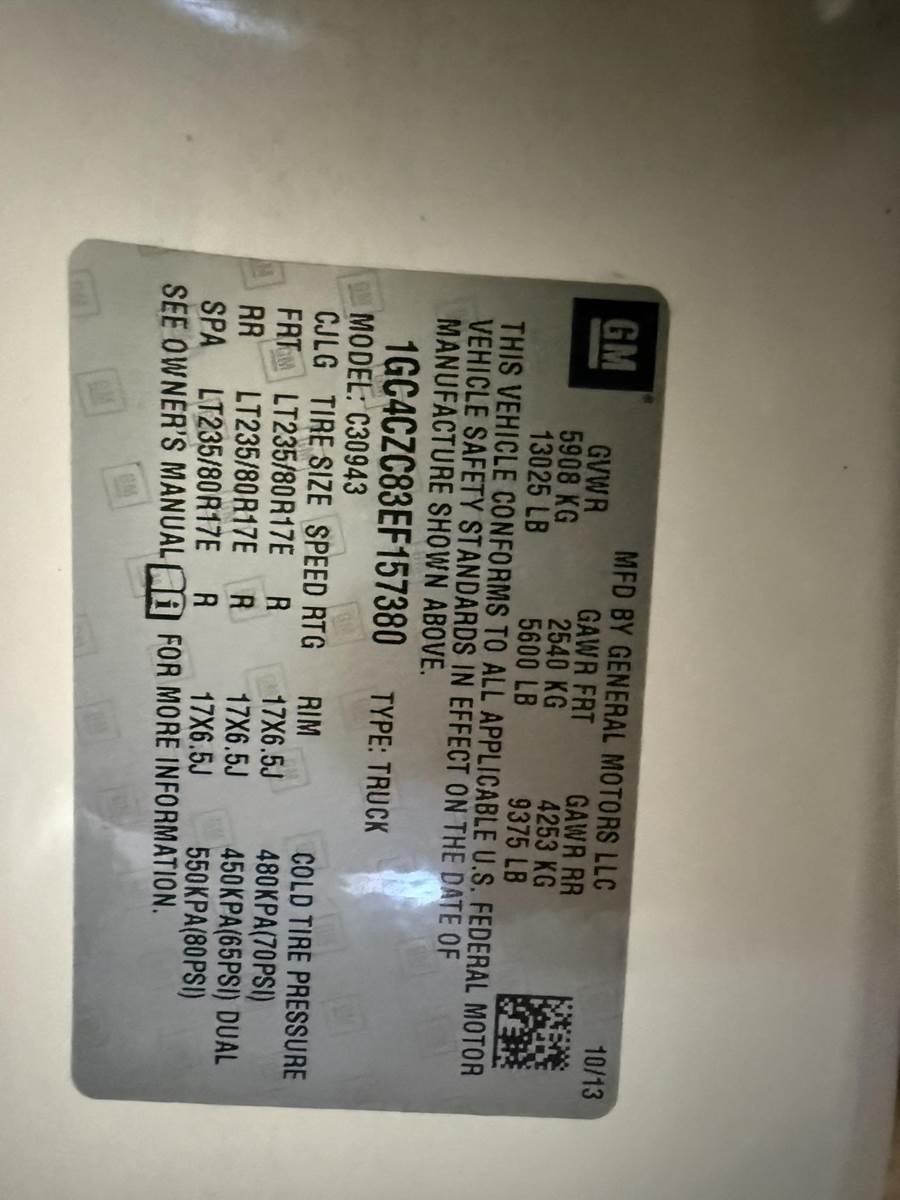 GM
MFD BY GENERAL MOTORS LLC 10/13
GVWR GAWR FRT GAWR RR
5908 KG 2540 KG 4253 KG
13025 LB 5600 LB 9375 LB
THIS VEHICLE CONFORMS TO ALL APPLICABLE U.S. FEDERAL MOTOR
VEHICLE SAFETY STANDARDS IN EFFECT ON THE DATE OF
MANUFACTURE SHOWN ABOVE.
1GC4CZC83EF157380 TYPE: TRUCK
MODEL: C30943
CJLG TIRE SIZE SPEED RTG RIM COLD TIRE PRESSURE
FRT LT235/80R17E R 17X6.5J 480KPA(70PSI)
RR LT235/80R17E R 17X6.5J 450KPA(65PSI) DUAL
SPA LT235/80R17E R 17X6.5J 550KPA(80PSI)
SEE OWNER'S MANUAL i FOR MORE INFORMATION.